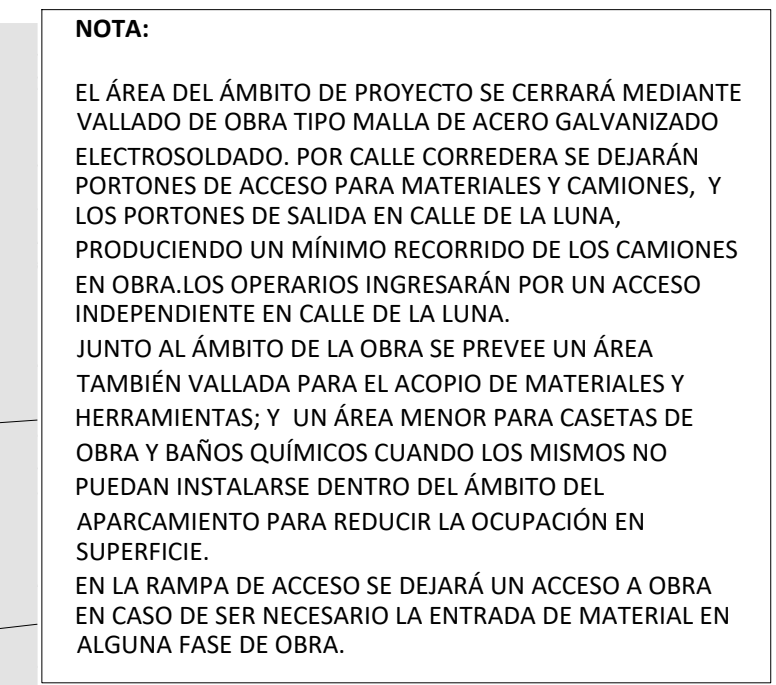 NOTA:
EL ÁREA DEL ÁMBITO DE PROYECTO SE CERRARÁ MEDIANTE
VALLADO DE OBRA TIPO MALLA DE ACERO GALVANIZADO
ELECTROSOLDADO. POR CALLE CORREDERA SE DEJARÁN
PORTONES DE ACCESO PARA MATERIALES Y CAMIONES,  Y
LOS PORTONES DE SALIDA EN CALLE DE LA LUNA,
PRODUCIENDO UN MÍNIMO RECORRIDO DE LOS CAMIONES
EN OBRA.LOS OPERARIOS INGRESARÁN POR UN ACCESO
INDEPENDIENTE EN CALLE DE LA LUNA.
JUNTO AL ÁMBITO DE LA OBRA SE PREVEE UN ÁREA
TAMBIÉN VALLADA PARA EL ACOPIO DE MATERIALES Y
HERRAMIENTAS; Y  UN ÁREA MENOR PARA CASETAS DE
OBRA Y BAÑOS QUÍMICOS CUANDO LOS MISMOS NO
PUEDAN INSTALARSE DENTRO DEL ÁMBITO DEL
APARCAMIENTO PARA REDUCIR LA OCUPACIÓN EN
SUPERFICIE.
EN LA RAMPA DE ACCESO SE DEJARÁ UN ACCESO A OBRA
EN CASO DE SER NECESARIO LA ENTRADA DE MATERIAL EN
ALGUNA FASE DE OBRA.